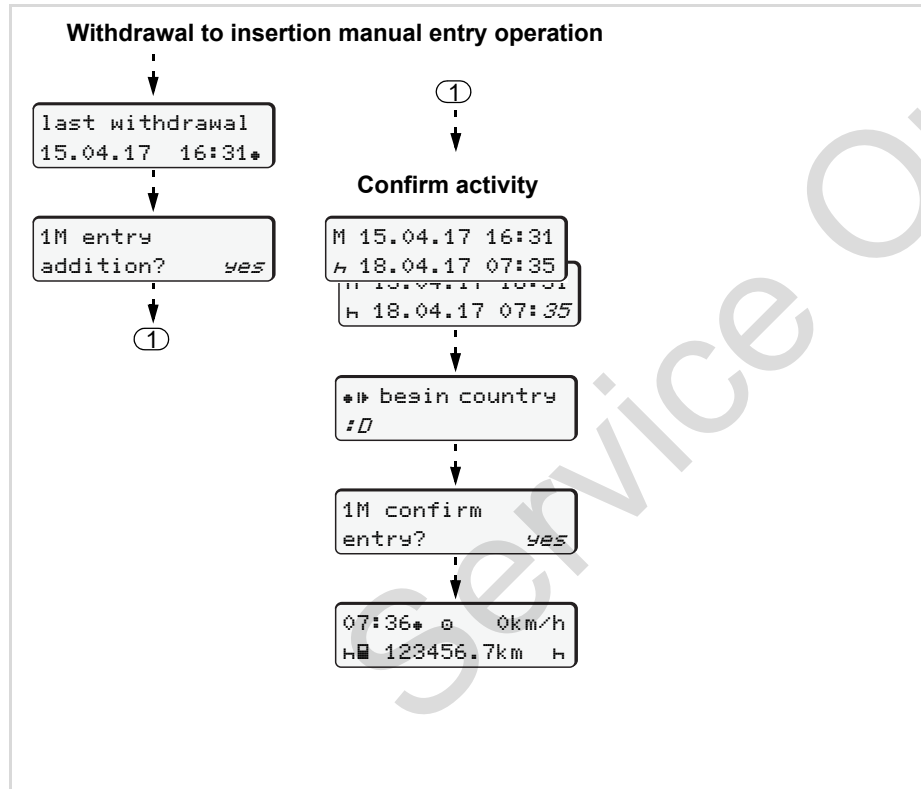 Withdrawal to insertion manual entry operation
last withdrawal
15.04.17 16:31
1M entry
addition? yes
1
1
Confirm activity
M 15.04.17 16:31
h 18.04.17 07:35
h 18.04.17 07:35
begin country
:D
1M confirm
entry? yes
07:36 0km/h
h 123456.7km h
Service O